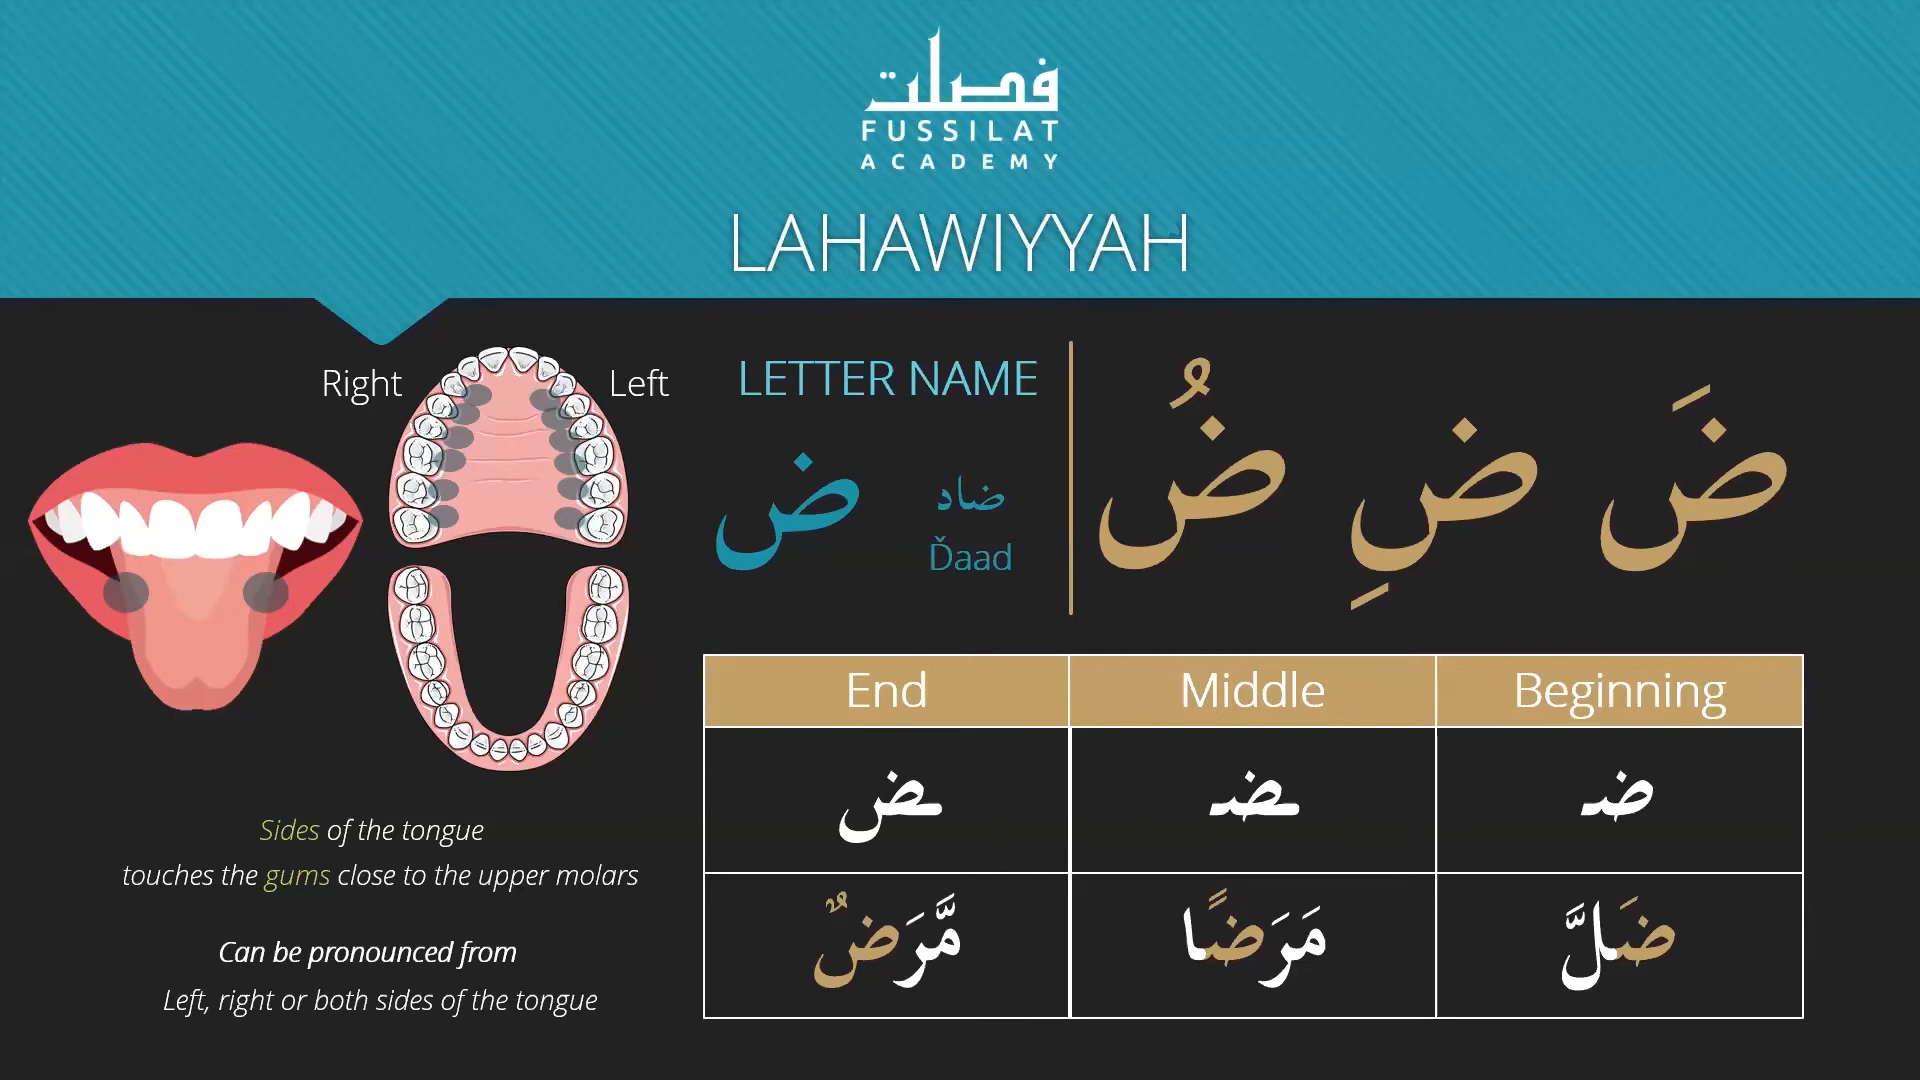 فصلت
FUSSILAT
ACADEMY
LAHAWIYYAH
Right
Left
LETTER NAME
ض
ضاد
Ďaad
ضَ ضِ ضُ
End Middle Beginning
ـض ـضـ ضـ
مَّرَضٌ مَرَضًا ضَلَّ
Sides of the tongue
touches the gums close to the upper molars
Can be pronounced from
Left, right or both sides of the tongue